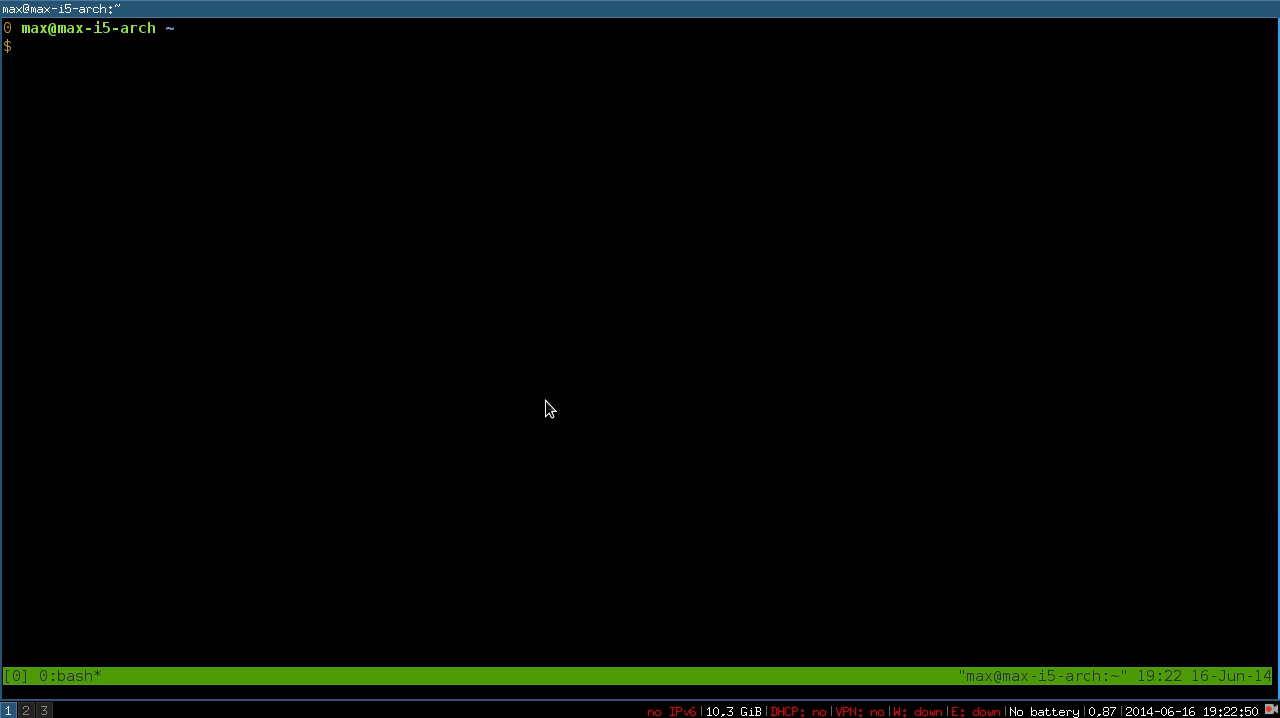 max@max-i5-arch:~
0 max@max-i5-arch ~
$
[0] 0:bash* "max@max-i5-arch:~" 19:22 16-Jun-14
1 2 3 no IPv6|10,3 GiB|DHCP: no|VPN: no|W: down|E: down|No battery|0.87|2014-06-16 19:22:50